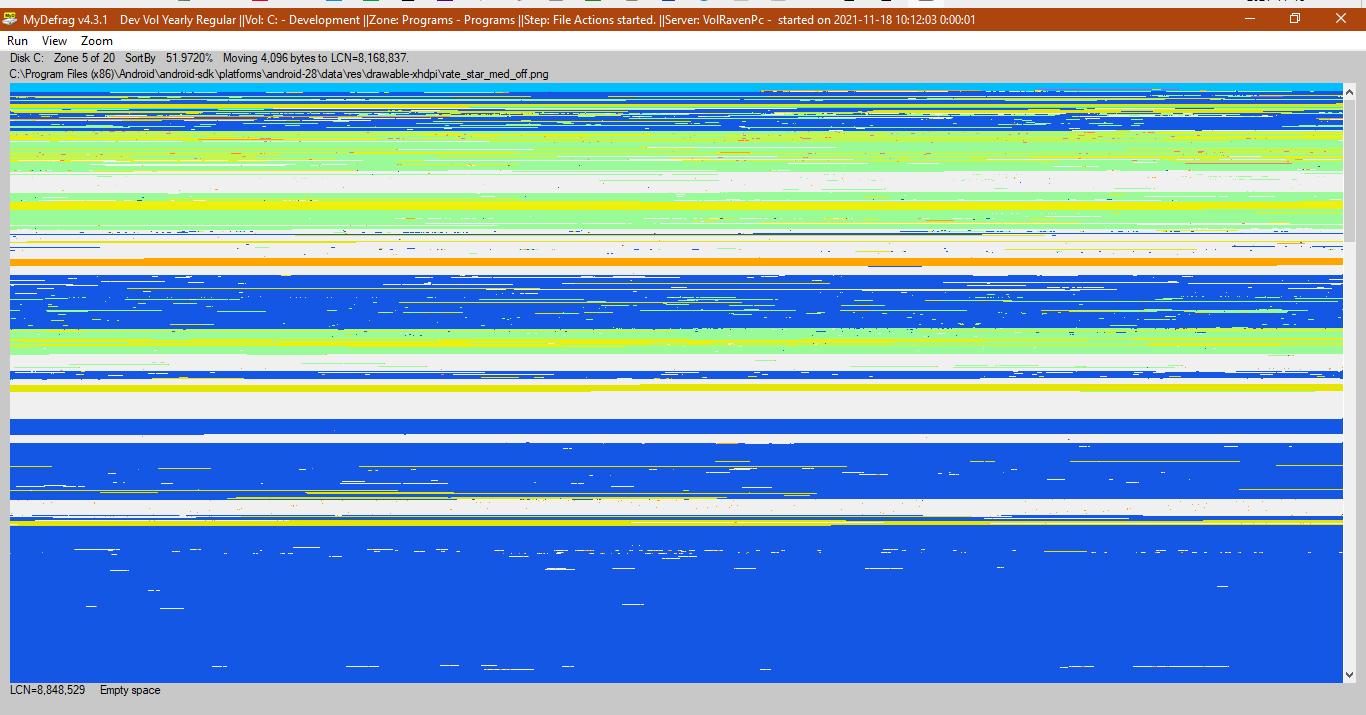 MyDefrag v4.3.1 Dev Vol Yearly Regular ||Vol: C: - Development ||Zone: Programs - Programs ||Step: File Actions started. ||Server: VolRavenPc - started on 2021-11-18 10:12:03 0:00:01
Run View Zoom
Disk C: Zone 5 of 20 SortBy 51.9720% Moving 4,096 bytes to LCN=8,168,837.
C:\Program Files (x86)\Android\android-sdk\platforms\android-28\data\res\drawable-xhdpi\rate_star_med_off.png
LCN=8,848,529 Empty space